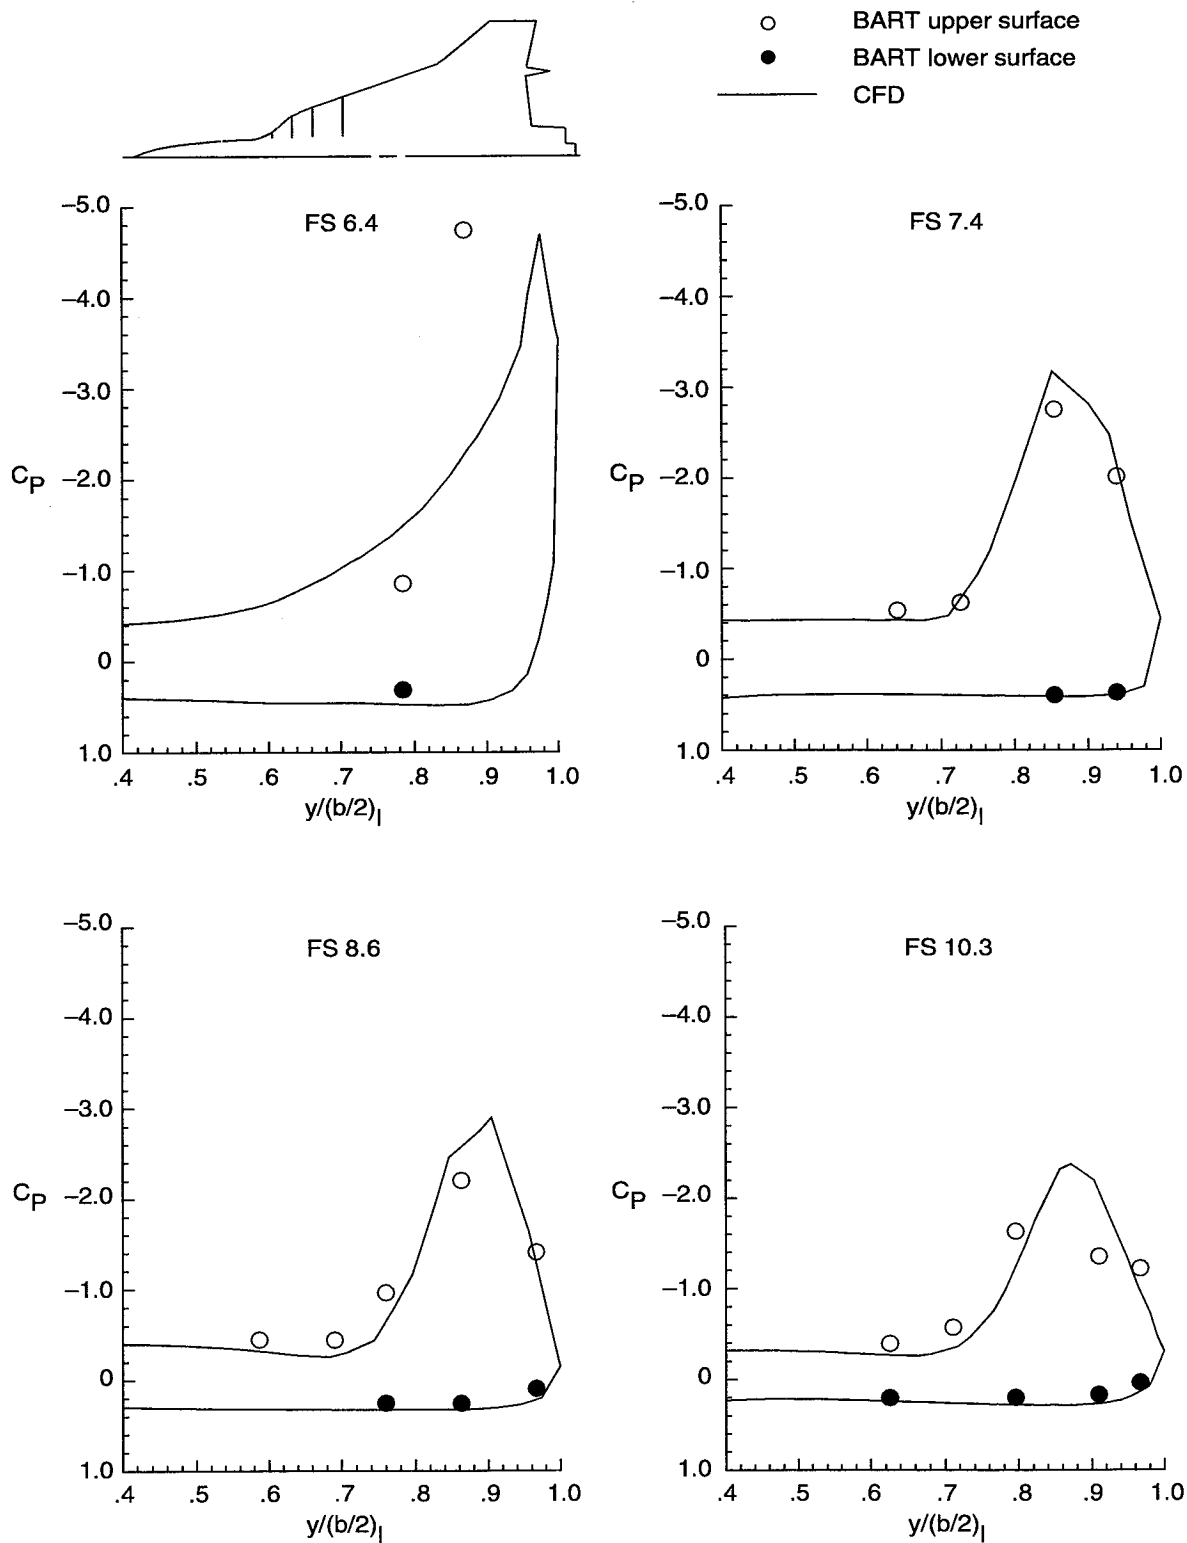 BART upper surface
BART lower surface
CFD
FS 6.4
−5.0
−4.0
−3.0
−2.0
−1.0
0
1.0
CP
.4 .5 .6 .7 .8 .9 1.0
y/(b/2)l
FS 7.4
−5.0
−4.0
−3.0
−2.0
−1.0
0
1.0
CP
.4 .5 .6 .7 .8 .9 1.0
y/(b/2)l
FS 8.6
−5.0
−4.0
−3.0
−2.0
−1.0
0
1.0
CP
.4 .5 .6 .7 .8 .9 1.0
y/(b/2)l
FS 10.3
−5.0
−4.0
−3.0
−2.0
−1.0
0
1.0
CP
.4 .5 .6 .7 .8 .9 1.0
y/(b/2)l